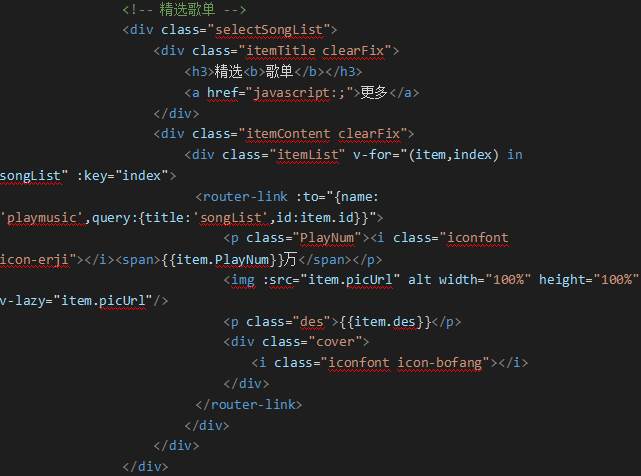 <!-- 精选歌单 -->
<div class="selectSongList">
<div class="itemTitle clearFix">
<h3>精选<b>歌单</b></h3>
<a href="javascript:;">更多</a>
</div>
<div class="itemContent clearFix">
<div class="itemList" v-for="(item,index) in
songList" :key="index">
<router-link :to="{name:
'playmusic',query:{title:'songList',id:item.id}}">
<p class="PlayNum"><i class="iconfont
icon-erji"></i><span>{{item.PlayNum}}万</span></p>
<img :src="item.picUrl" alt width="100%" height="100%"
v-lazy="item.picUrl"/>
<p class="des">{{item.des}}</p>
<div class="cover">
<i class="iconfont icon-bofang"></i>
</div>
</router-link>
</div>
</div>
</div>